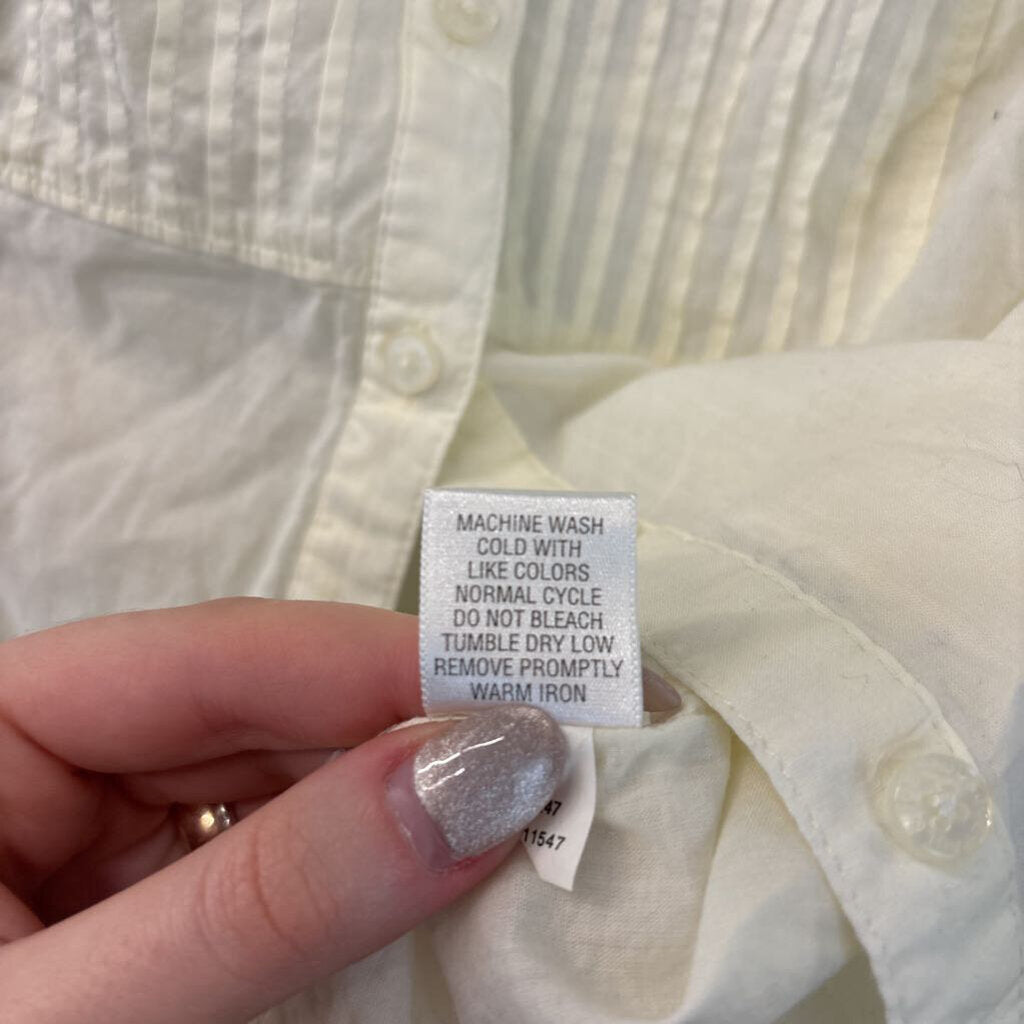 MACHINE WASH
COLD WITH
LIKE COLORS
NORMAL CYCLE
DO NOT BLEACH
TUMBLE DRY LOW
REMOVE PROMPTLY
WARM IRON
47
11547